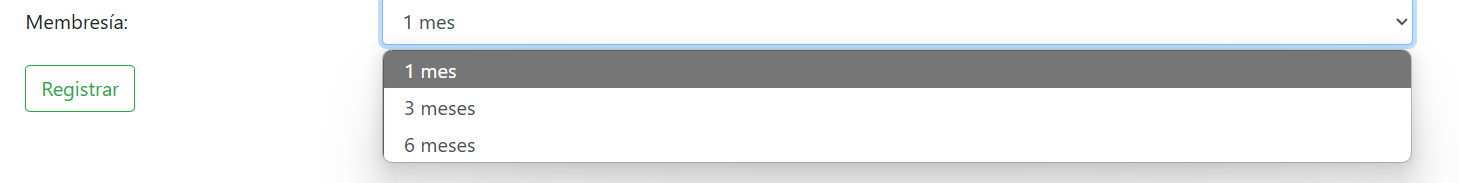 Membresía:
1 mes
1 mes
Registrar
3 meses
6 meses